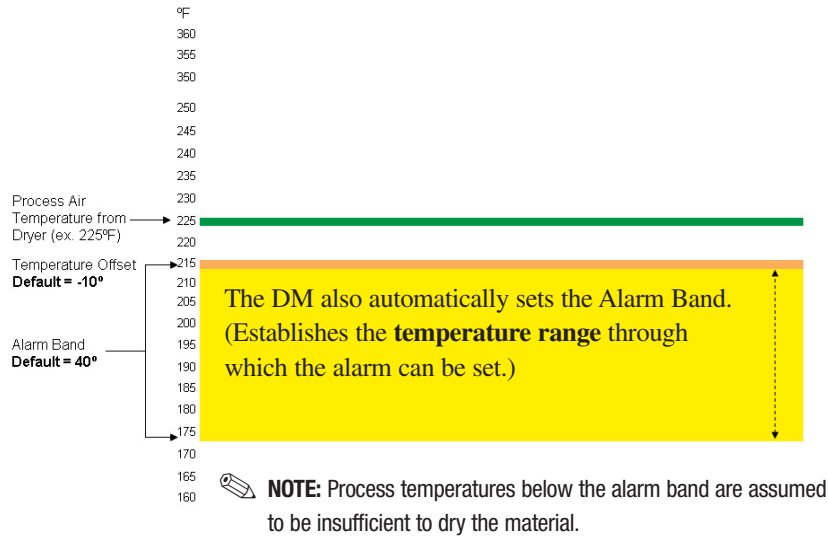 ºF
360
355
350
250
245
240
235
230
Process Air
Temperature from
Dryer (ex. 225ºF)
225
220
Temperature Offset
Default = -10º
215
210
205
200
Alarm Band
Default = 40º
195
190
185
180
175
170
165
160
The DM also automatically sets the Alarm Band.
(Establishes the temperature range through
which the alarm can be set.)
NOTE: Process temperatures below the alarm band are assumed
to be insufficient to dry the material.